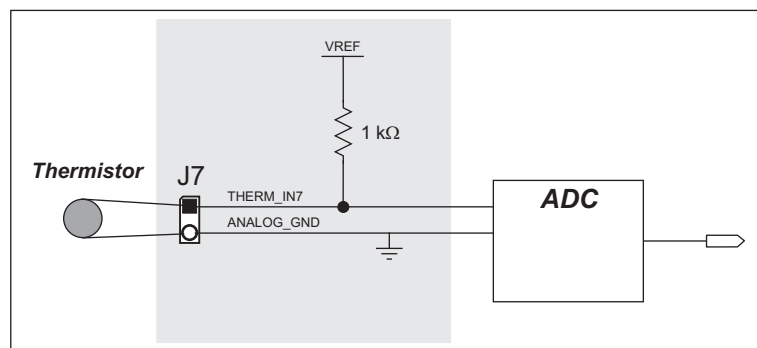 VREF
1 kΩ
Thermistor
J7
THERM_IN7
ANALOG_GND
ADC